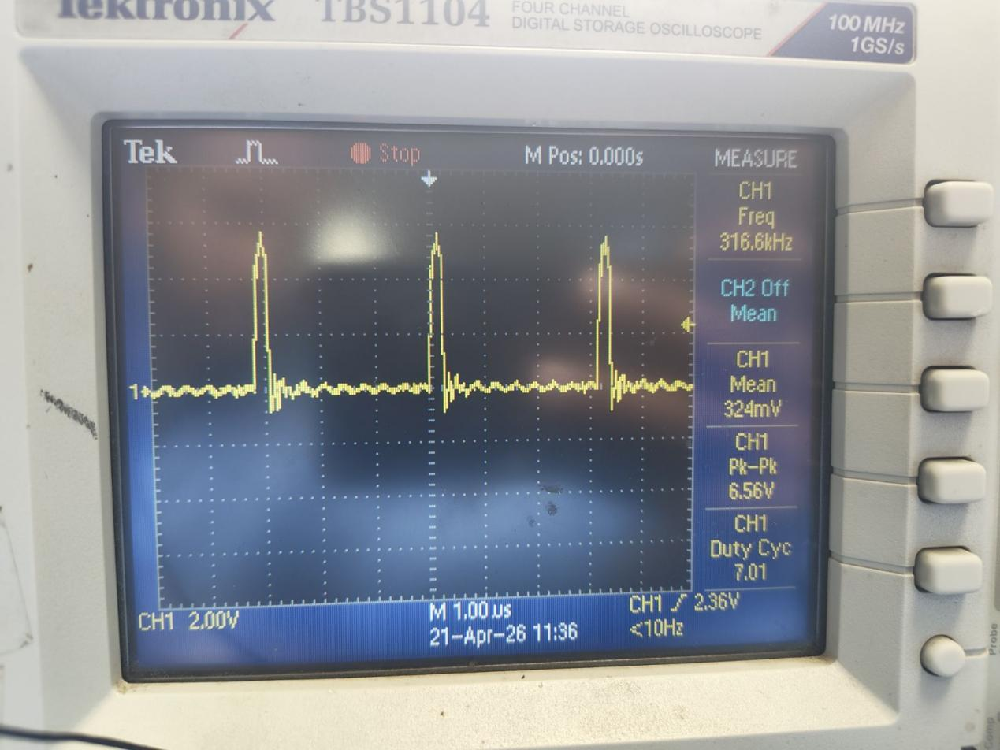 Tektronix TBS1104 FOUR CHANNEL
DIGITAL STORAGE OSCILLOSCOPE
100 MHz
1GS/s
Tek Stop M Pos: 0.000s MEASURE
CH1
Freq
316.6kHz
CH2 Off
Mean
CH1
Mean
324mV
CH1
Pk-Pk
6.56V
CH1
Duty Cyc
7.01
1
CH1 2.00V M 1.00us CH1 2.36V
21-Apr-26 11:36 <10Hz
Probe